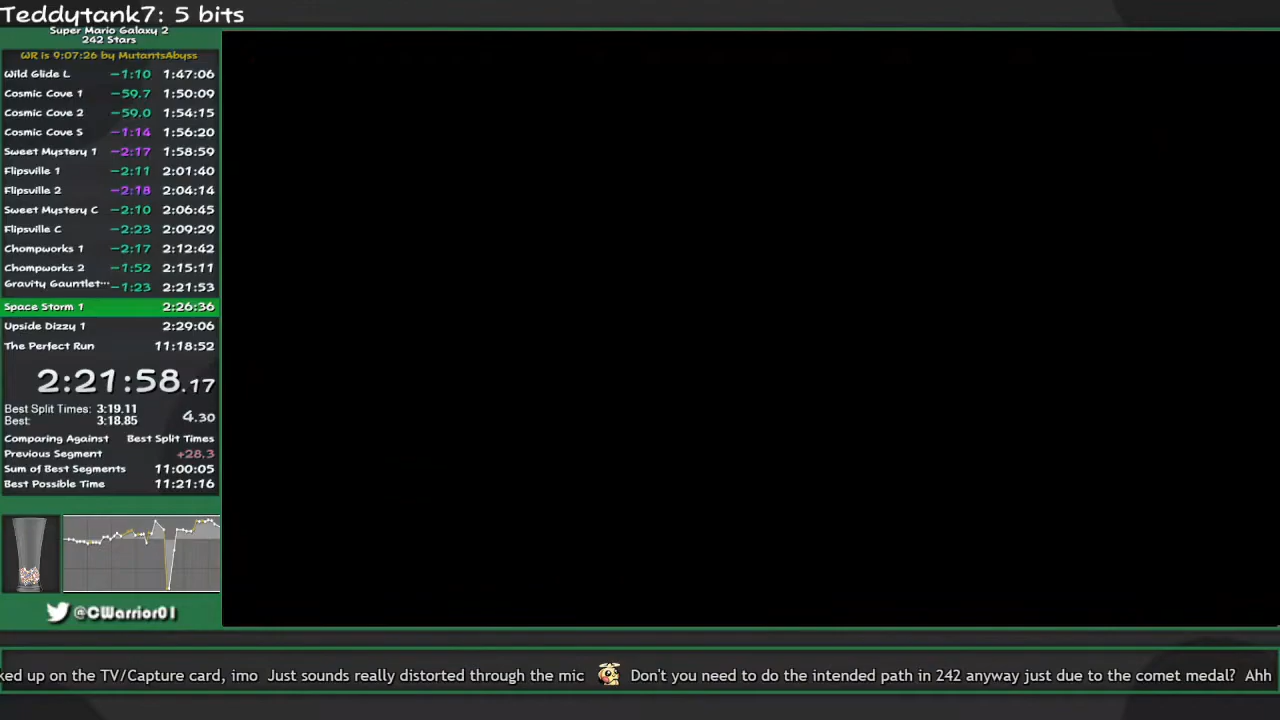 Teddytank7: 5 bits
Super Mario Galaxy 2
242 Stars
WR is 9:07:26 by MutantsAbyss
Wild Glide L −1:10 1:47:06
Cosmic Cove 1 −59.7 1:50:09
Cosmic Cove 2 −59.0 1:54:15
Cosmic Cove S −1:14 1:56:20
Sweet Mystery 1 −2:17 1:58:59
Flipsville 1 −2:11 2:01:40
Flipsville 2 −2:18 2:04:14
Sweet Mystery C −2:10 2:06:45
Flipsville C −2:23 2:09:29
Chompworks 1 −2:17 2:12:42
Chompworks 2 −1:52 2:15:11
Gravity Gauntlet... −1:23 2:21:53
Space Storm 1 2:26:36
Upside Dizzy 1 2:29:06
The Perfect Run 11:18:52
2:21:58.17
Best Split Times: 3:19.11
Best: 3:18.85
4.30
Comparing Against Best Split Times
Previous Segment +28.3
Sum of Best Segments 11:00:05
Best Possible Time 11:21:16
@CWarrior01
ked up on the TV/Capture card, imo Just sounds really distorted through the mic Don't you need to do the intended path in 242 anyway just due to the comet medal? Ahh